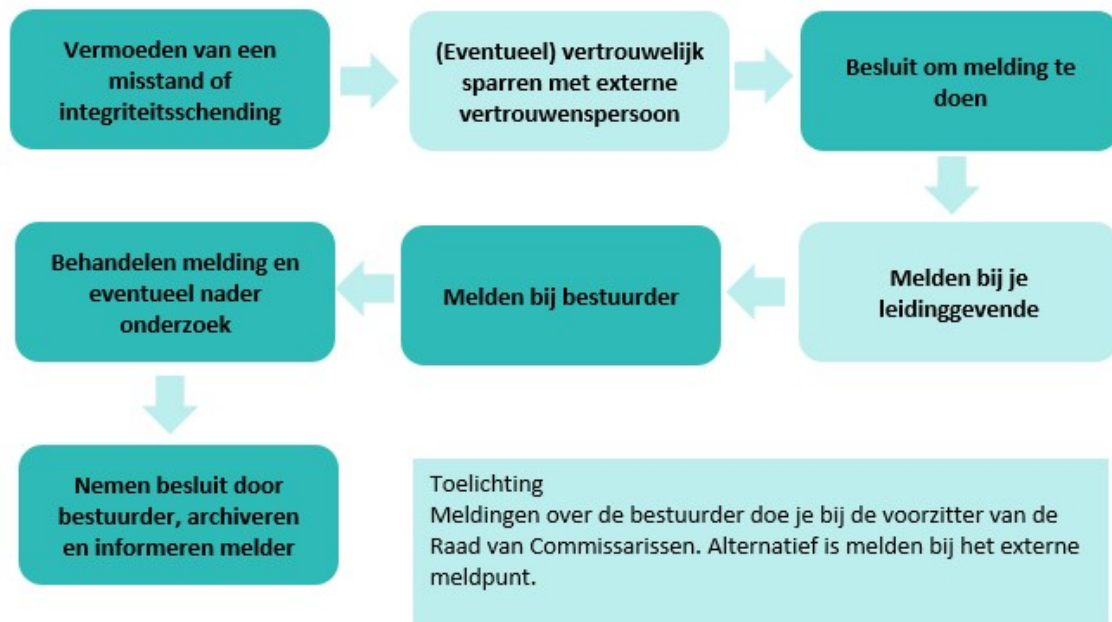 Vermoeden van een
misstand of
integriteitsschending
(Eventueel) vertrouwelijk
sparren met externe
vertrouwenspersoon
Besluit om melding te
doen
Melden bij je
leidinggevende
Melden bij bestuurder
Behandelen melding en
eventueel nader
onderzoek
Nemen besluit door
bestuurder, archiveren
en informeren melder
Toelichting
Meldingen over de bestuurder doe je bij de voorzitter van de
Raad van Commissarissen. Alternatief is melden bij het externe
meldpunt.